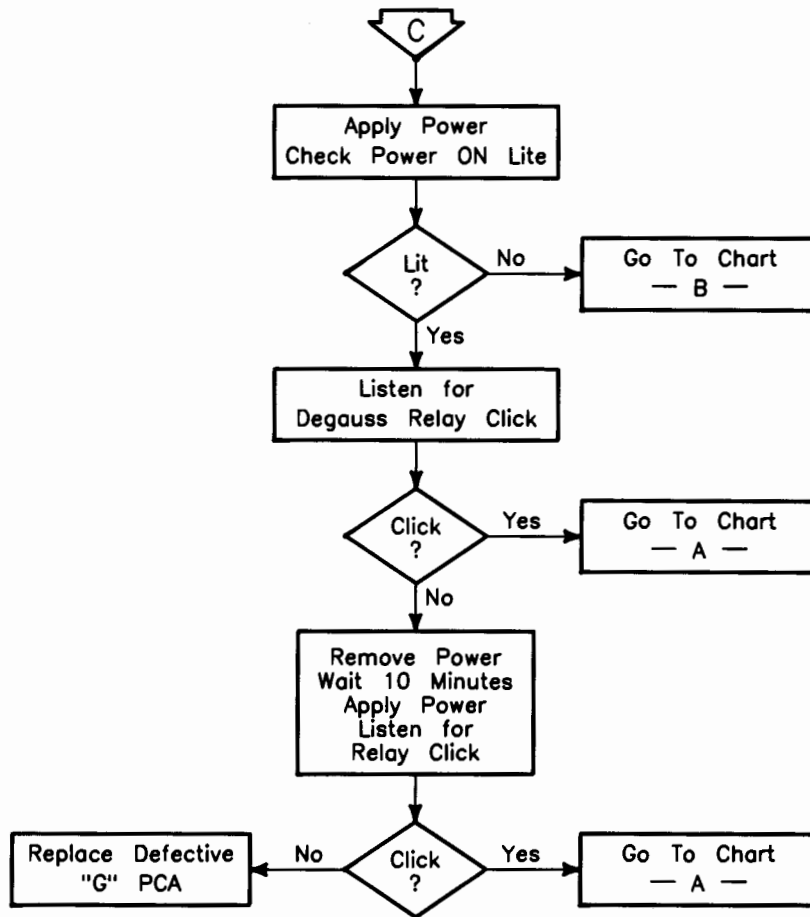 C
Apply Power
Check Power ON Lite
Lit
?
No
Go To Chart
— B —
Yes
Listen for
Degauss Relay Click
Click
?
Yes
Go To Chart
— A —
No
Remove Power
Wait 10 Minutes
Apply Power
Listen for
Relay Click
Replace Defective
"G" PCA
No
Click
?
Yes
Go To Chart
— A —